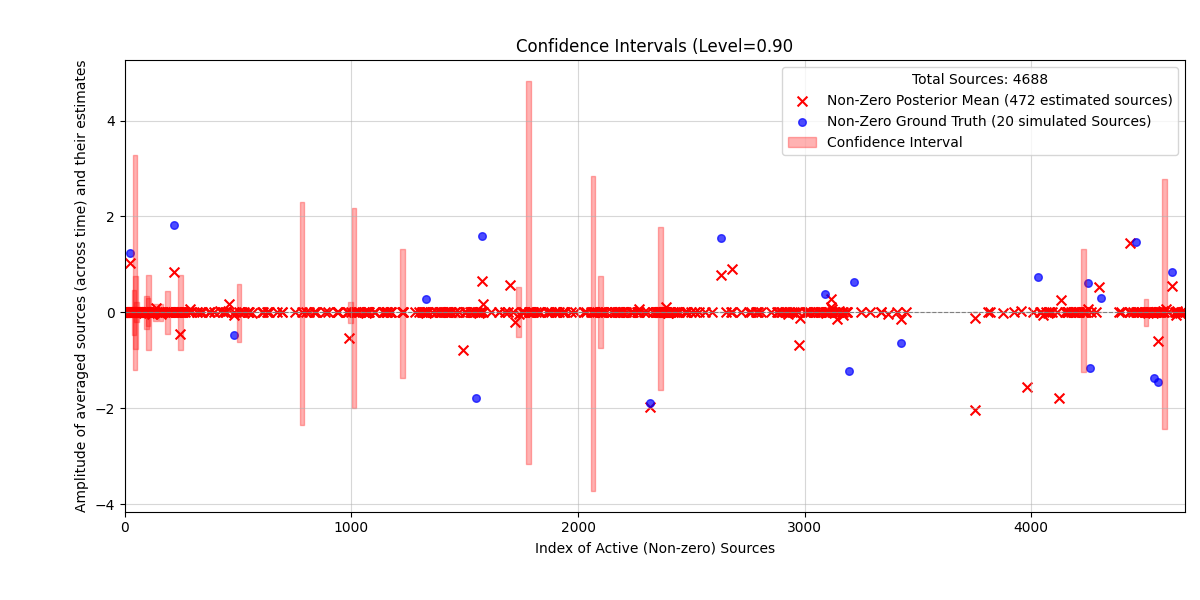 Confidence Intervals (Level=0.90
Amplitude of averaged sources (across time) and their estimates
4
2
0
−2
−4
Total Sources: 4688
Non-Zero Posterior Mean (472 estimated sources)
Non-Zero Ground Truth (20 simulated Sources)
Confidence Interval
0
1000
2000
3000
4000
Index of Active (Non-zero) Sources